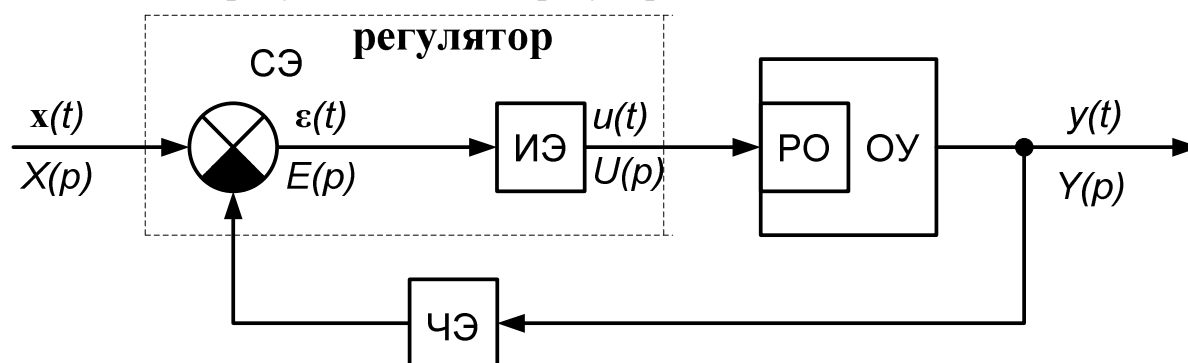 регулятор
СЭ
x(t)
ε(t)
u(t)
y(t)
ИЭ
РО
ОУ
X(p)
E(p)
U(p)
Y(p)
ЧЭ